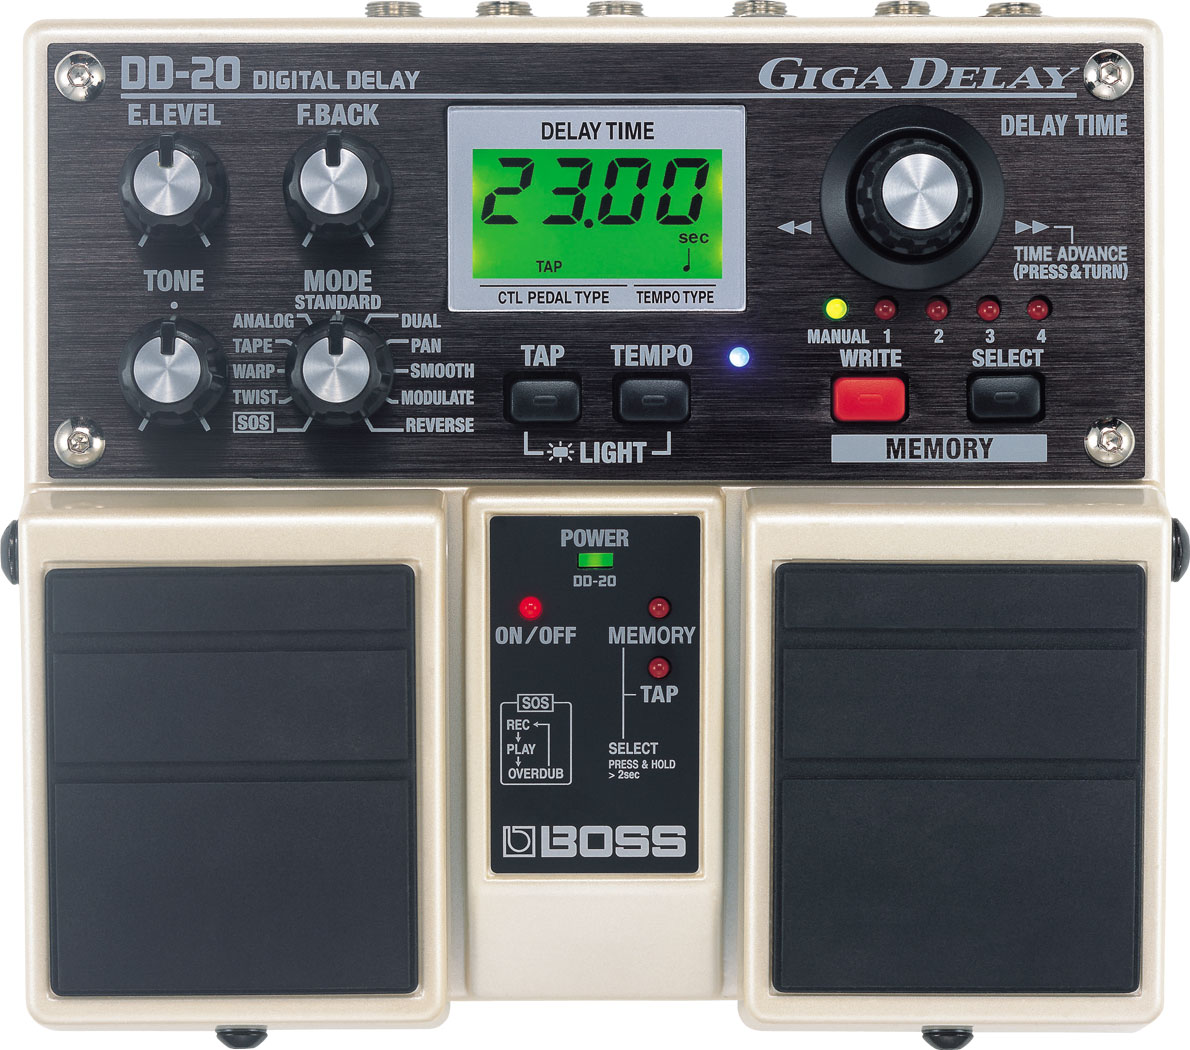 DD-20 DIGITAL DELAY
GIGA DELAY
E.LEVEL
F.BACK
DELAY TIME
23.00
sec
TAP
CTL PEDAL TYPE
TEMPO TYPE
DELAY TIME
TIME ADVANCE
(PRESS & TURN)
TONE
MODE
STANDARD
ANALOG
TAPE
WARP
TWIST
SOS
DUAL
PAN
SMOOTH
MODULATE
REVERSE
TAP
TEMPO
LIGHT
MANUAL 1 2 3 4
WRITE
SELECT
MEMORY
POWER
DD-20
ON/OFF
MEMORY
TAP
SOS
REC
PLAY
OVERDUB
SELECT
PRESS & HOLD
> 2sec
BOSS